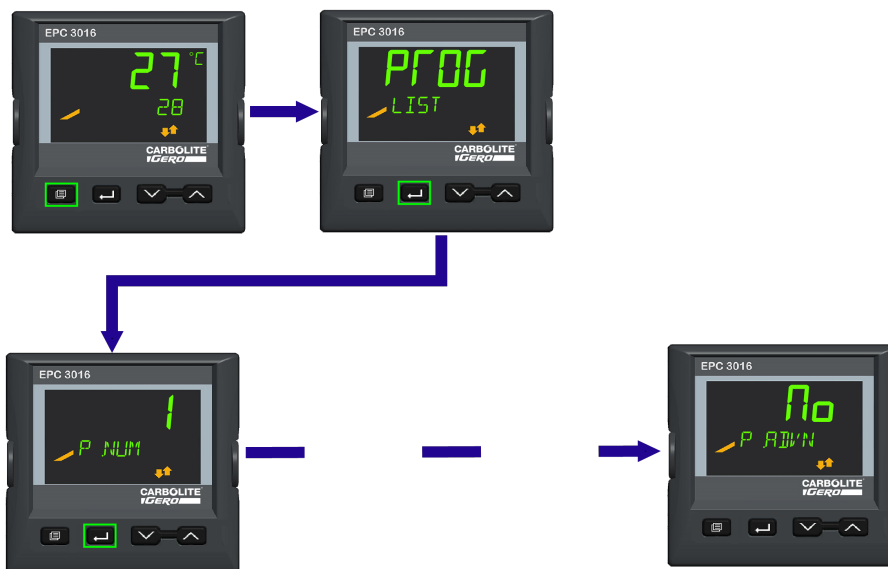 EPC 3016
27 °C
28
CARBOLITE
GERO
EPC 3016
PROG
LIST
CARBOLITE
GERO
EPC 3016
1
P NUM
CARBOLITE
GERO
EPC 3016
No
P ADVN
CARBOLITE
GERO